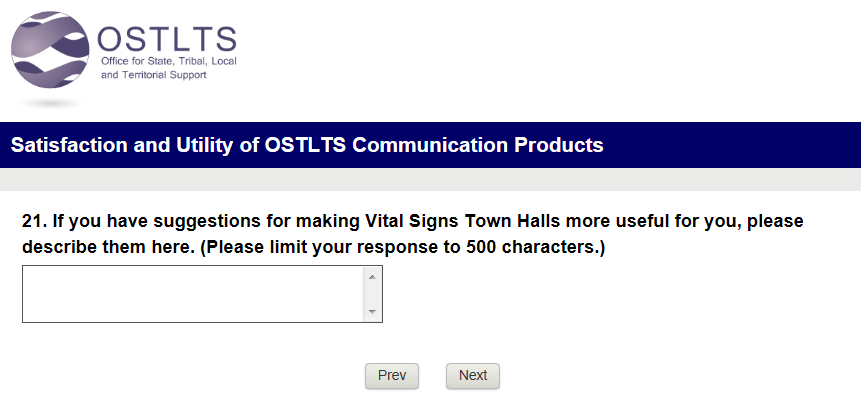 OSTLTS
Office for State, Tribal, Local
and Territorial Support
Satisfaction and Utility of OSTLTS Communication Products
21. If you have suggestions for making Vital Signs Town Halls more useful for you, please
describe them here. (Please limit your response to 500 characters.)
Prev
Next